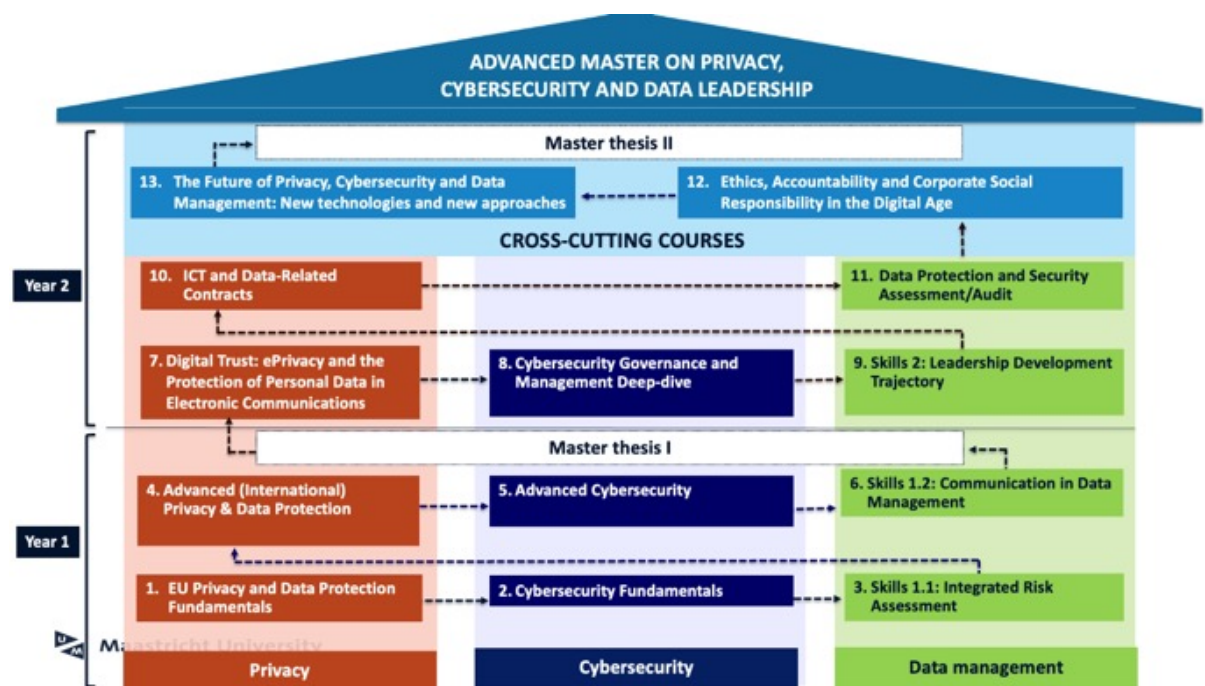 ADVANCED MASTER ON PRIVACY,
CYBERSECURITY AND DATA LEADERSHIP
Master thesis II
13. The Future of Privacy, Cybersecurity and Data
Management: New technologies and new approaches
12. Ethics, Accountability and Corporate Social
Responsibility in the Digital Age
CROSS-CUTTING COURSES
Year 2
10. ICT and Data-Related
Contracts
11. Data Protection and Security
Assessment/Audit
7. Digital Trust: ePrivacy and the
Protection of Personal Data in
Electronic Communications
8. Cybersecurity Governance and
Management Deep-dive
9. Skills 2: Leadership Development
Trajectory
Master thesis I
Year 1
4. Advanced (International)
Privacy & Data Protection
5. Advanced Cybersecurity
6. Skills 1.2: Communication in Data
Management
1. EU Privacy and Data Protection
Fundamentals
2. Cybersecurity Fundamentals
3. Skills 1.1: Integrated Risk
Assessment
Maastricht University
Privacy
Cybersecurity
Data management